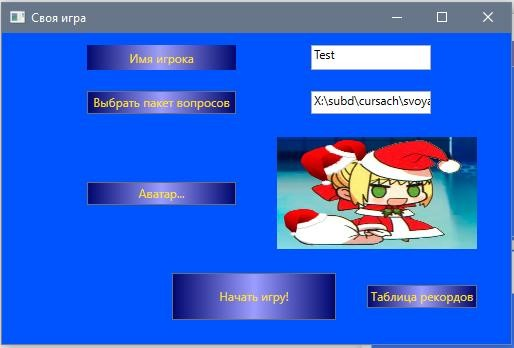 Своя игра
Имя игрока Test
Выбрать пакет вопросов X:\subd\cursach\svoya
Аватар...
Начать игру! Таблица рекордов